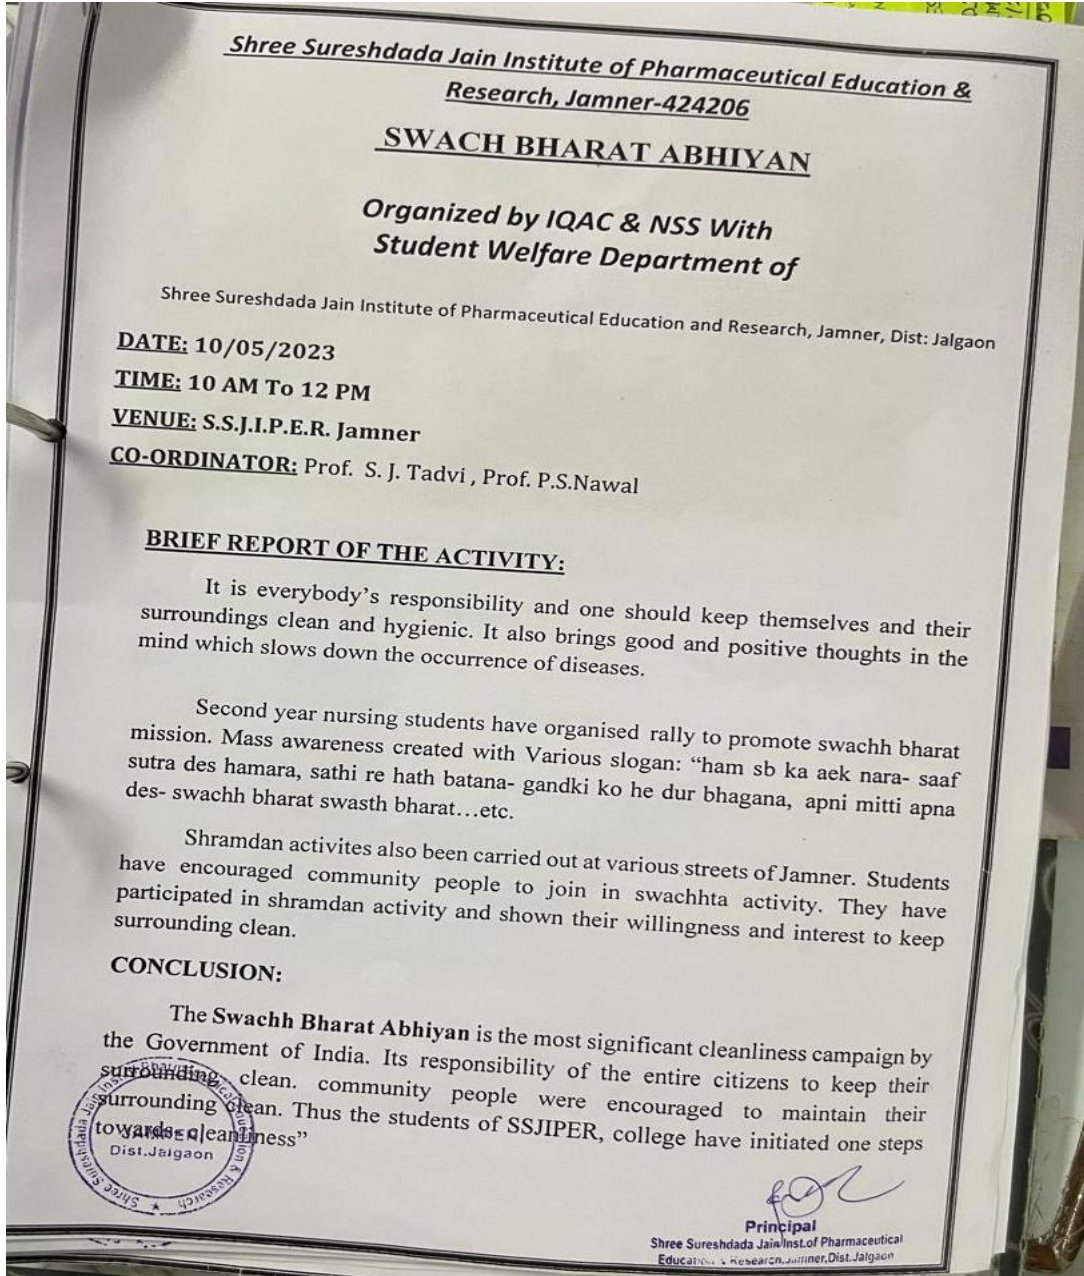 Shree Sureshdada Jain Institute of Pharmaceutical Education &
Research, Jamner-424206
SWACH BHARAT ABHIYAN
Organized by IQAC & NSS With
Student Welfare Department of
Shree Sureshdada Jain Institute of Pharmaceutical Education and Research, Jamner, Dist: Jalgaon
DATE: 10/05/2023
TIME: 10 AM To 12 PM
VENUE: S.S.J.I.P.E.R. Jamner
CO-ORDINATOR: Prof. S. J. Tadvi , Prof. P.S.Nawal
BRIEF REPORT OF THE ACTIVITY:
It is everybody's responsibility and one should keep themselves and their
surroundings clean and hygienic. It also brings good and positive thoughts in the
mind which slows down the occurrence of diseases.
Second year nursing students have organised rally to promote swachh bharat
mission. Mass awareness created with Various slogan: “ham sb ka aek nara- saaf
sutra des hamara, sathi re hath batana- gandki ko he dur bhagana, apni mitti apna
des- swachh bharat swasth bharat…etc.
Shramdan activites also been carried out at various streets of Jamner. Students
have encouraged community people to join in swachhta activity. They have
participated in shramdan activity and shown their willingness and interest to keep
surrounding clean.
CONCLUSION:
The Swachh Bharat Abhiyan is the most significant cleanliness campaign by
the Government of India. Its responsibility of the entire citizens to keep their
surrounding clean. community people were encouraged to maintain their
surrounding clean. Thus the students of SSJIPER, college have initiated one steps
towards cleanliness”
JAMNER
Dist.Jalgaon
Shree Sureshdada Jain Inst. & Research
Principal
Shree Sureshdada Jain Inst.of Pharmaceutical
Education & Research,Jamner,Dist.Jalgaon